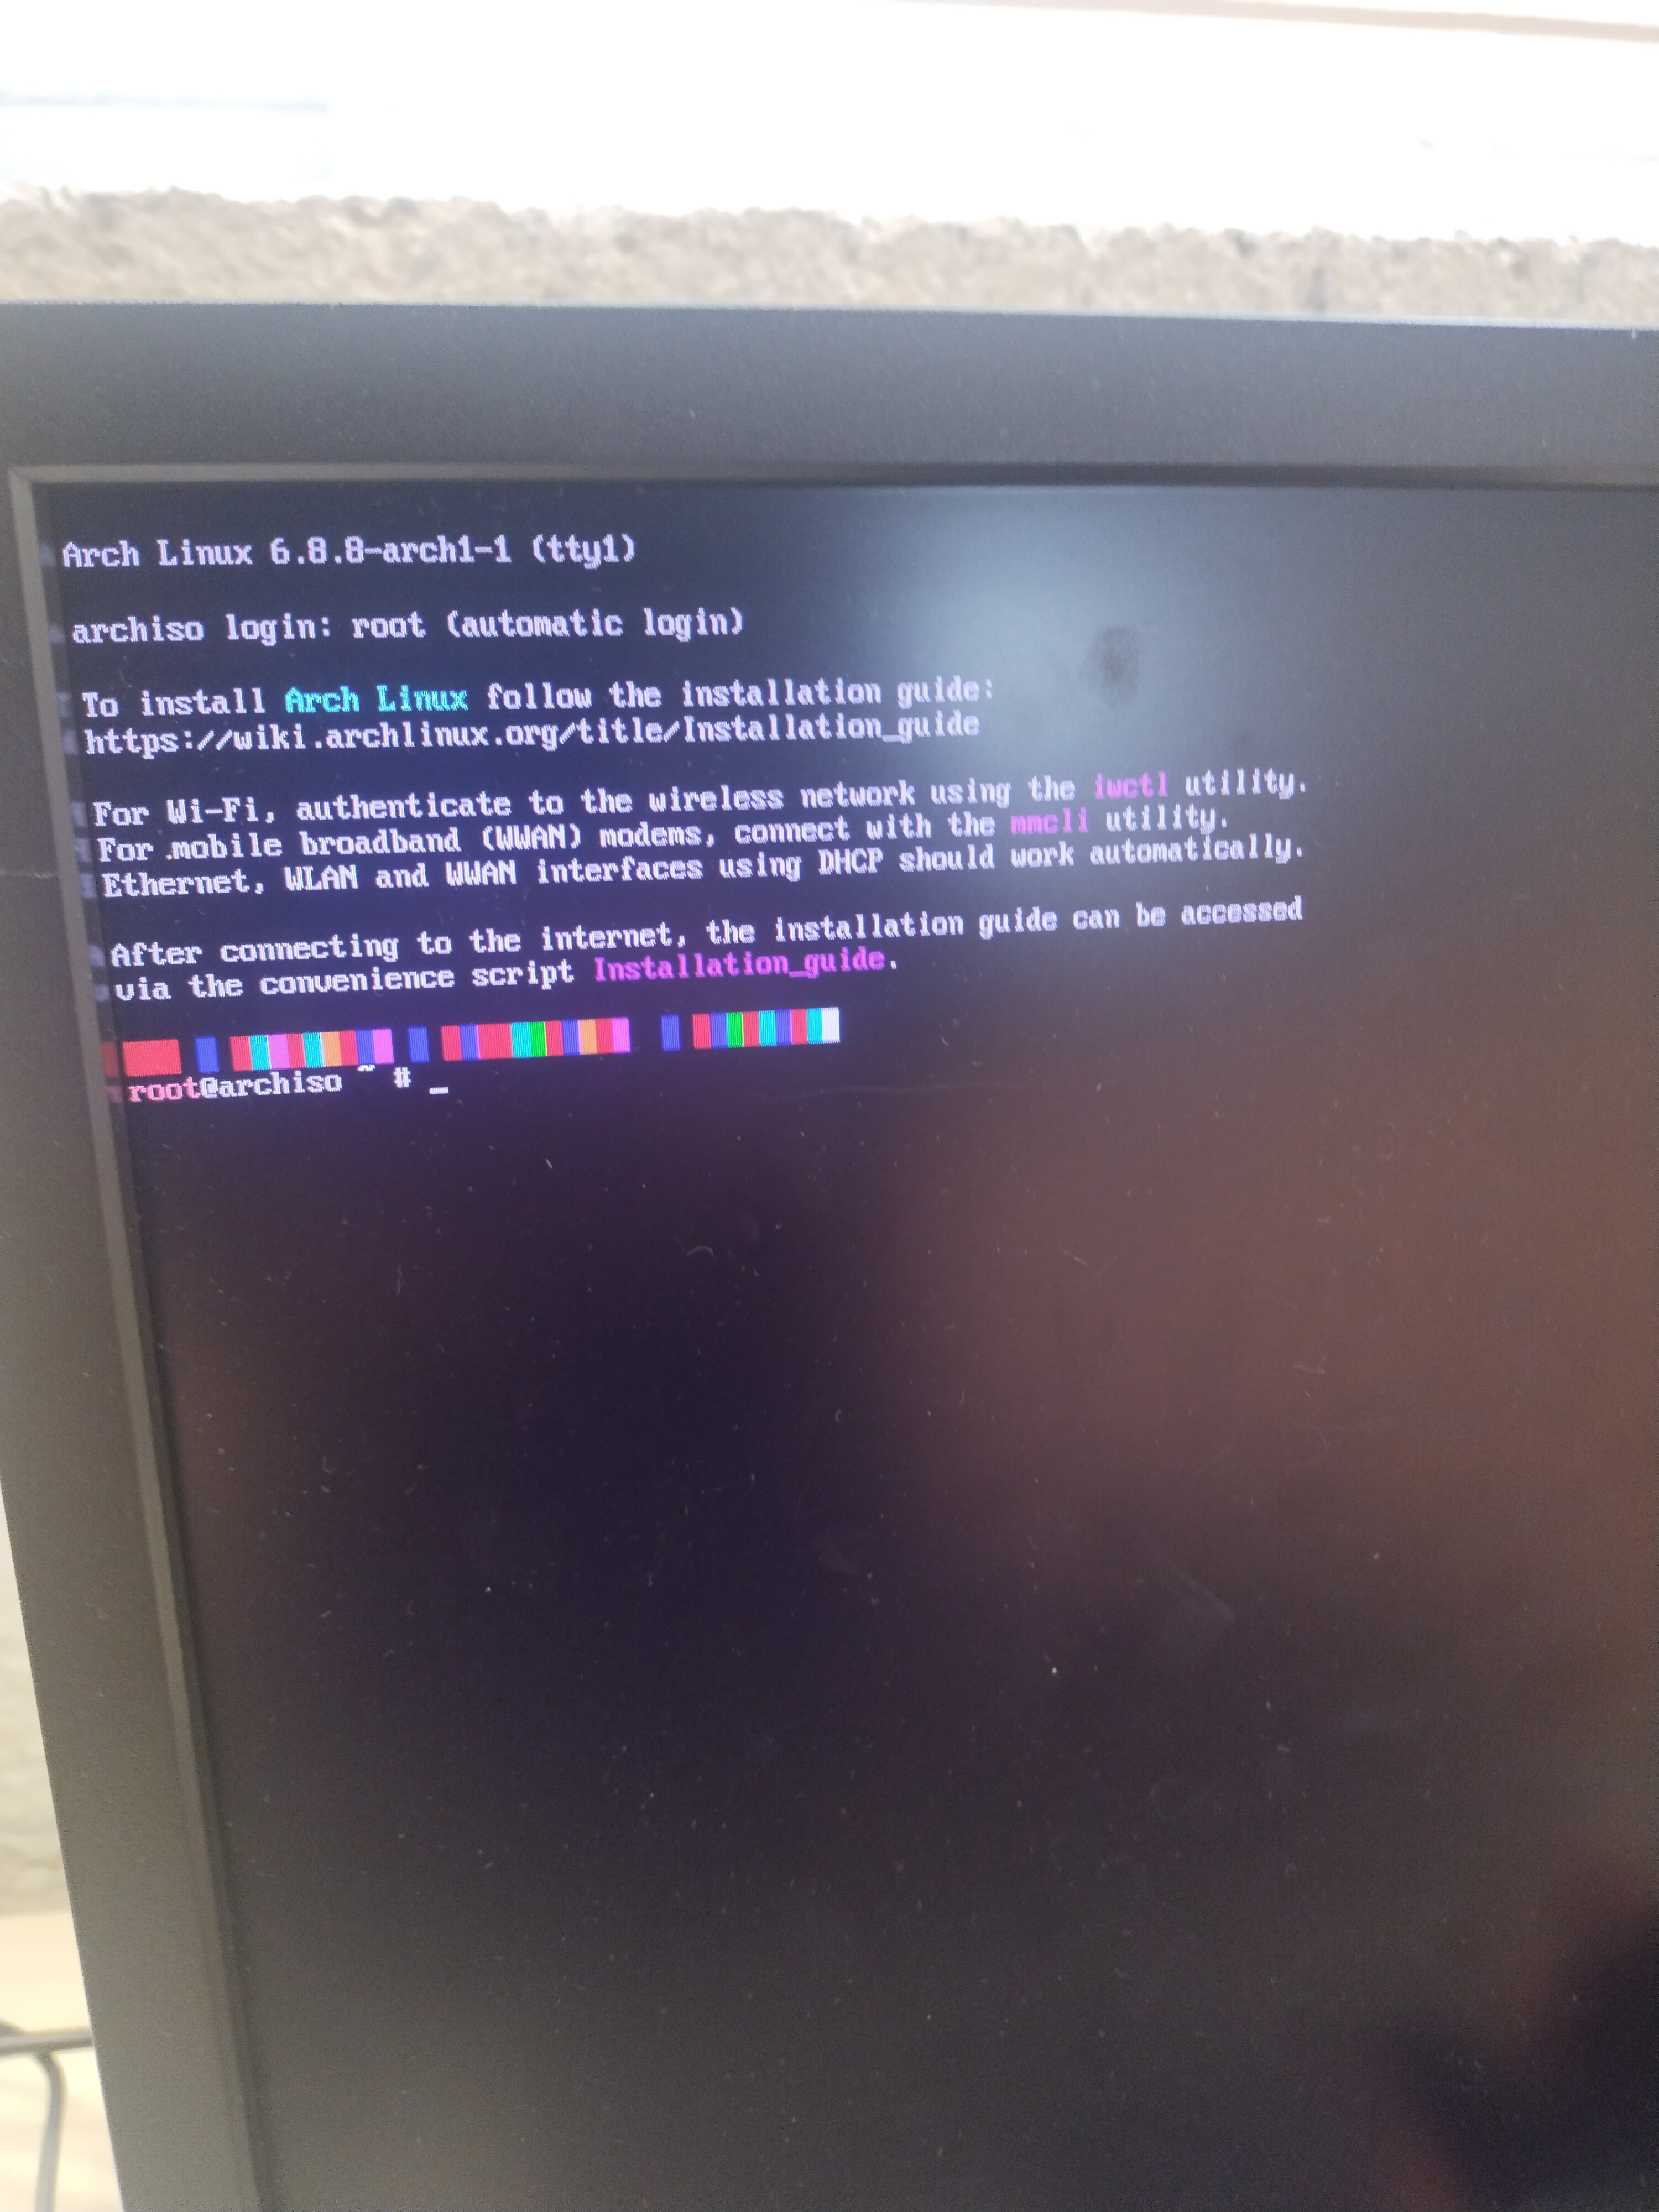 Arch Linux 6.8.8-arch1-1 (tty1)
archiso login: root (automatic login)
To install Arch Linux follow the installation guide:
https://wiki.archlinux.org/title/Installation_guide
For Wi-Fi, authenticate to the wireless network using the iwctl utility.
For mobile broadband (WWAN) modems, connect with the mmcli utility.
Ethernet, WLAN and WWAN interfaces using DHCP should work automatically.
After connecting to the internet, the installation guide can be accessed
via the convenience script Installation_guide.
root@archiso ~ # _